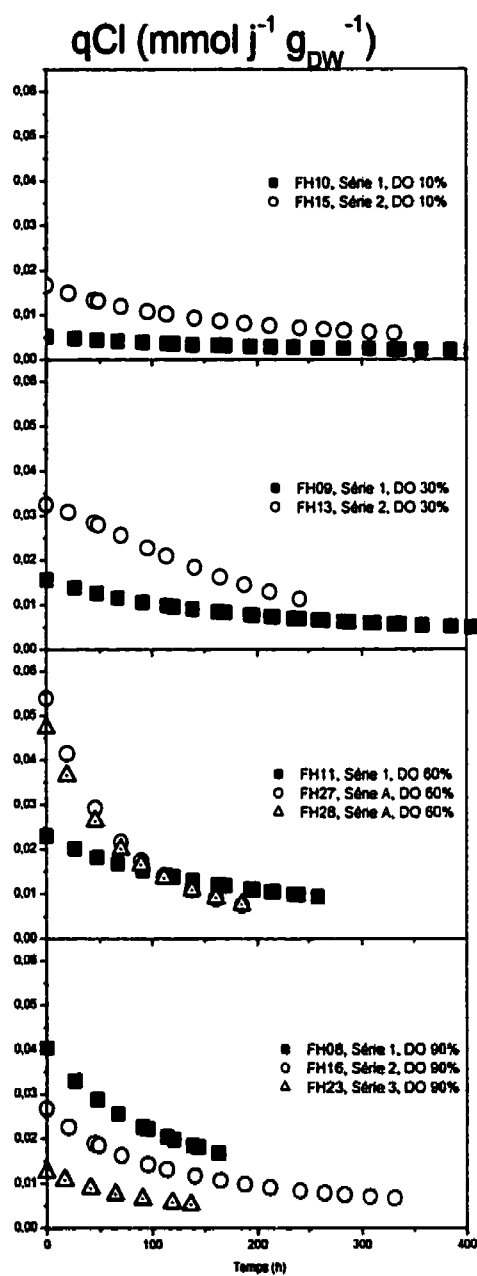 qCl (mmol j⁻¹ g_DW⁻¹)
0,06
0,05
0,04
0,03
0,02
0,01
0,00
■ FH10, Série 1, DO 10%
○ FH15, Série 2, DO 10%
0,06
0,05
0,04
0,03
0,02
0,01
0,00
■ FH09, Série 1, DO 30%
○ FH13, Série 2, DO 30%
0,06
0,05
0,04
0,03
0,02
0,01
0,00
■ FH11, Série 1, DO 60%
○ FH27, Série A, DO 60%
△ FH28, Série A, DO 60%
0,06
0,05
0,04
0,03
0,02
0,01
0,00
■ FH08, Série 1, DO 90%
○ FH16, Série 2, DO 90%
△ FH23, Série 3, DO 90%
0 100 200 300 400
Temps (h)